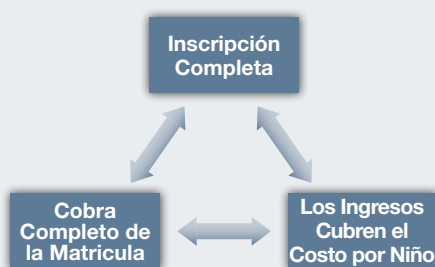 Inscripción
Completa
Cobra
Completo de
la Matricula
Los Ingresos
Cubren el
Costo por Niño